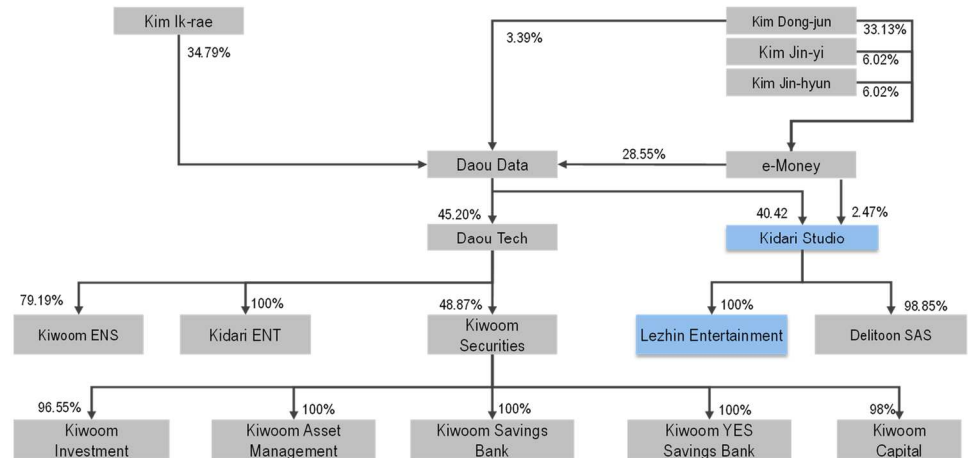 Kim Ik-rae
Kim Dong-jun
34.79%
3.39%
33.13%
Kim Jin-yi
6.02%
Kim Jin-hyun
6.02%
Daou Data
28.55%
e-Money
45.20%
40.42
2.47%
Daou Tech
Kidari Studio
79.19%
100%
48.87%
100%
98.85%
Kiwoom ENS
Kidari ENT
Kiwoom
Securities
Lezhin Entertainment
Delitoon SAS
96.55%
100%
100%
100%
98%
Kiwoom
Investment
Kiwoom Asset
Management
Kiwoom Savings
Bank
Kiwoom YES
Savings Bank
Kiwoom
Capital